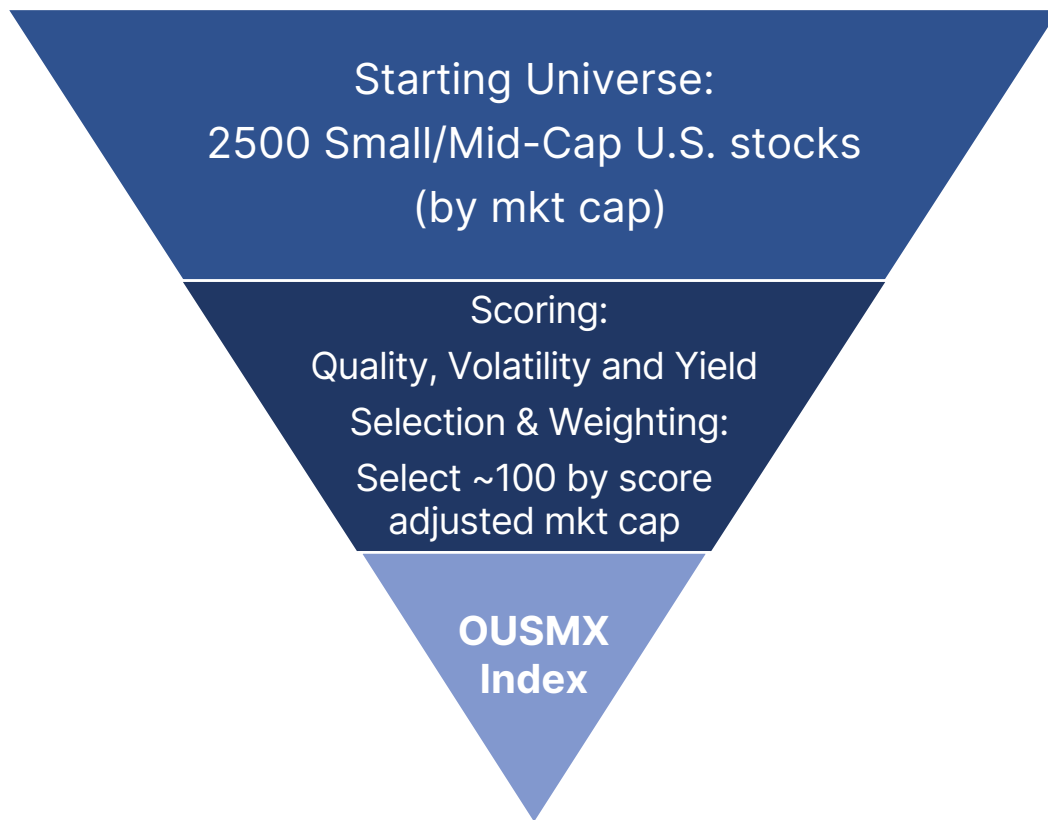 Starting Universe:
2500 Small/Mid-Cap U.S. stocks
(by mkt cap)
Scoring:
Quality, Volatility and Yield
Selection & Weighting:
Select ~100 by score
adjusted mkt cap
OUSMX
Index